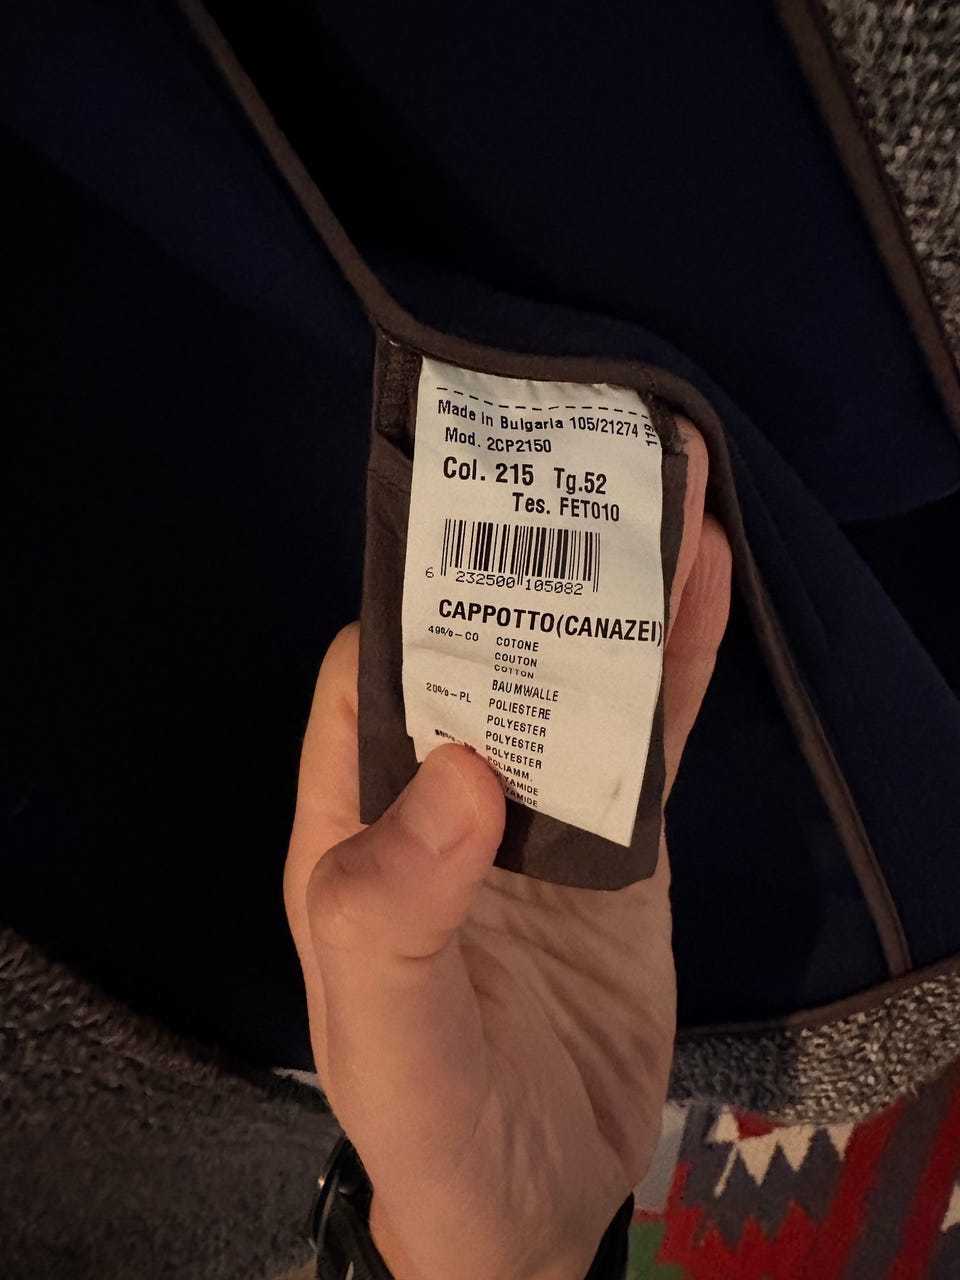 Made in Bulgaria 105/21274
119
Mod. 2CP2150
Col. 215 Tg.52
Tes. FET010
6 232500 105082
CAPPOTTO(CANAZEI)
49%-CO COTONE
COUTON
COTTON
BAUMWALLE
20%-PL POLIESTERE
POLYESTER
POLYESTER
POLYESTER
POLIAMM.